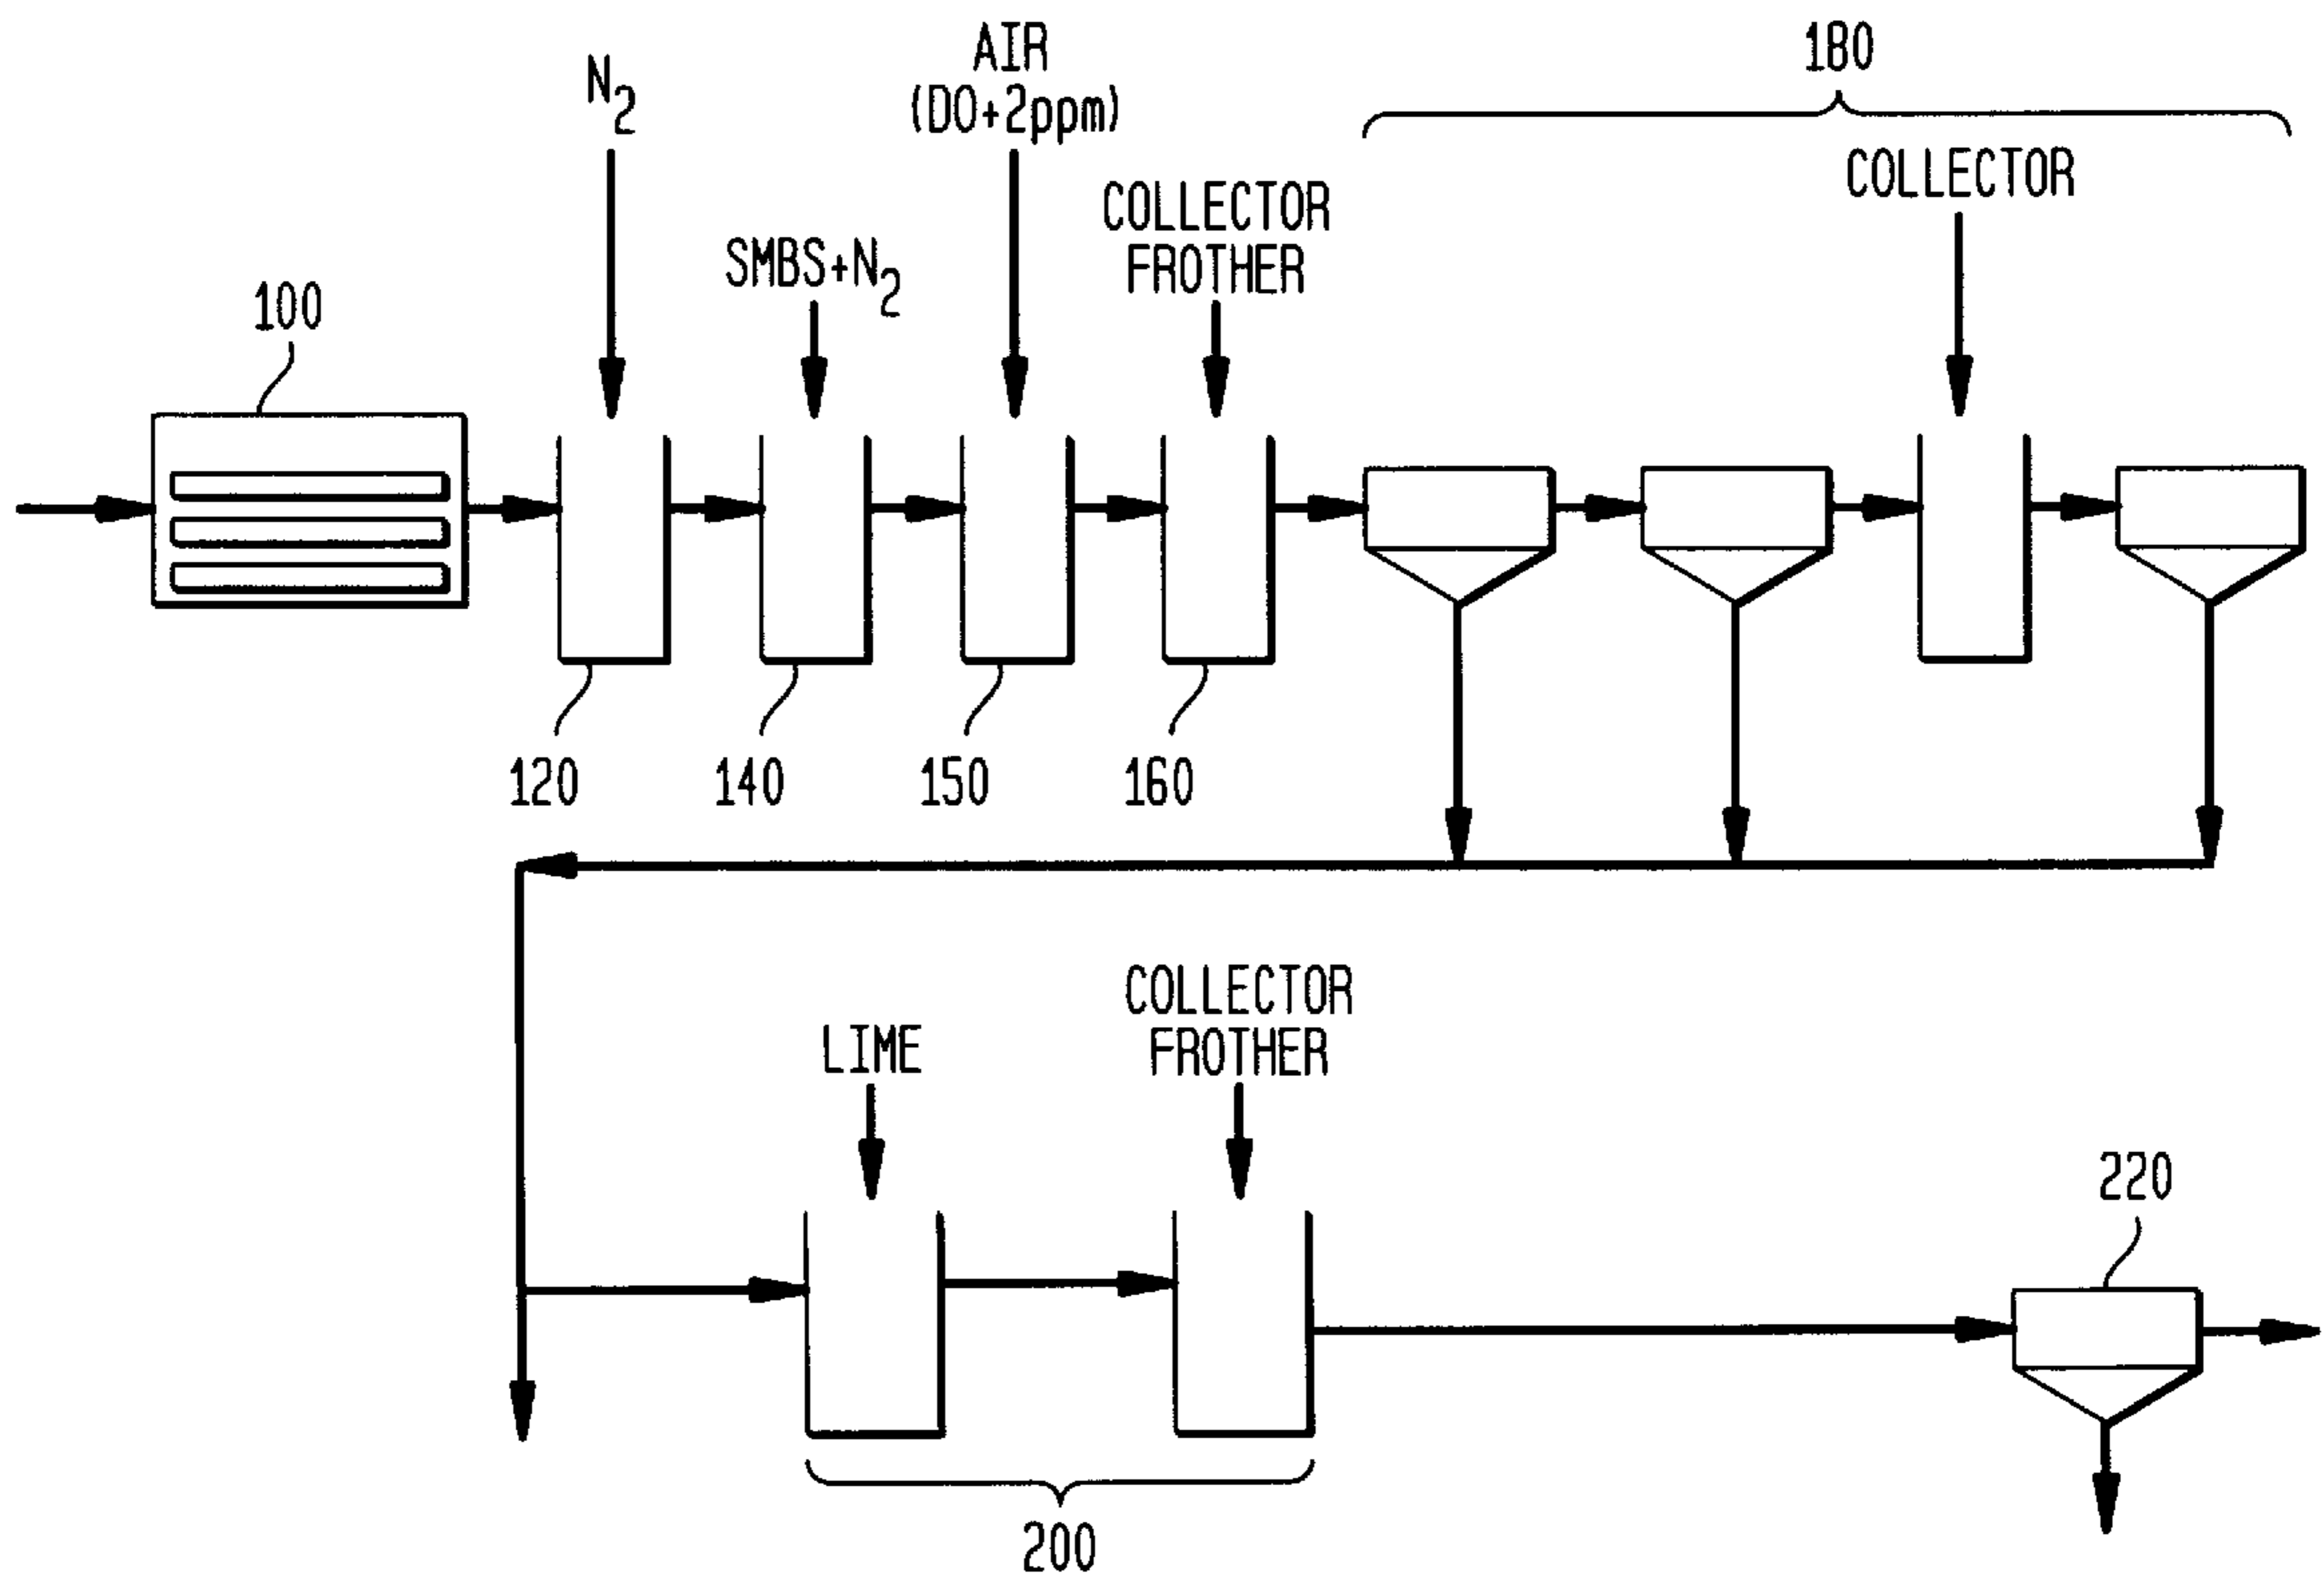 AIR
(DO+2ppm)
180
N2
COLLECTOR
COLLECTOR
FROTHER
SMBS+N2
100
120
140
150
160
COLLECTOR
FROTHER
LIME
220
200